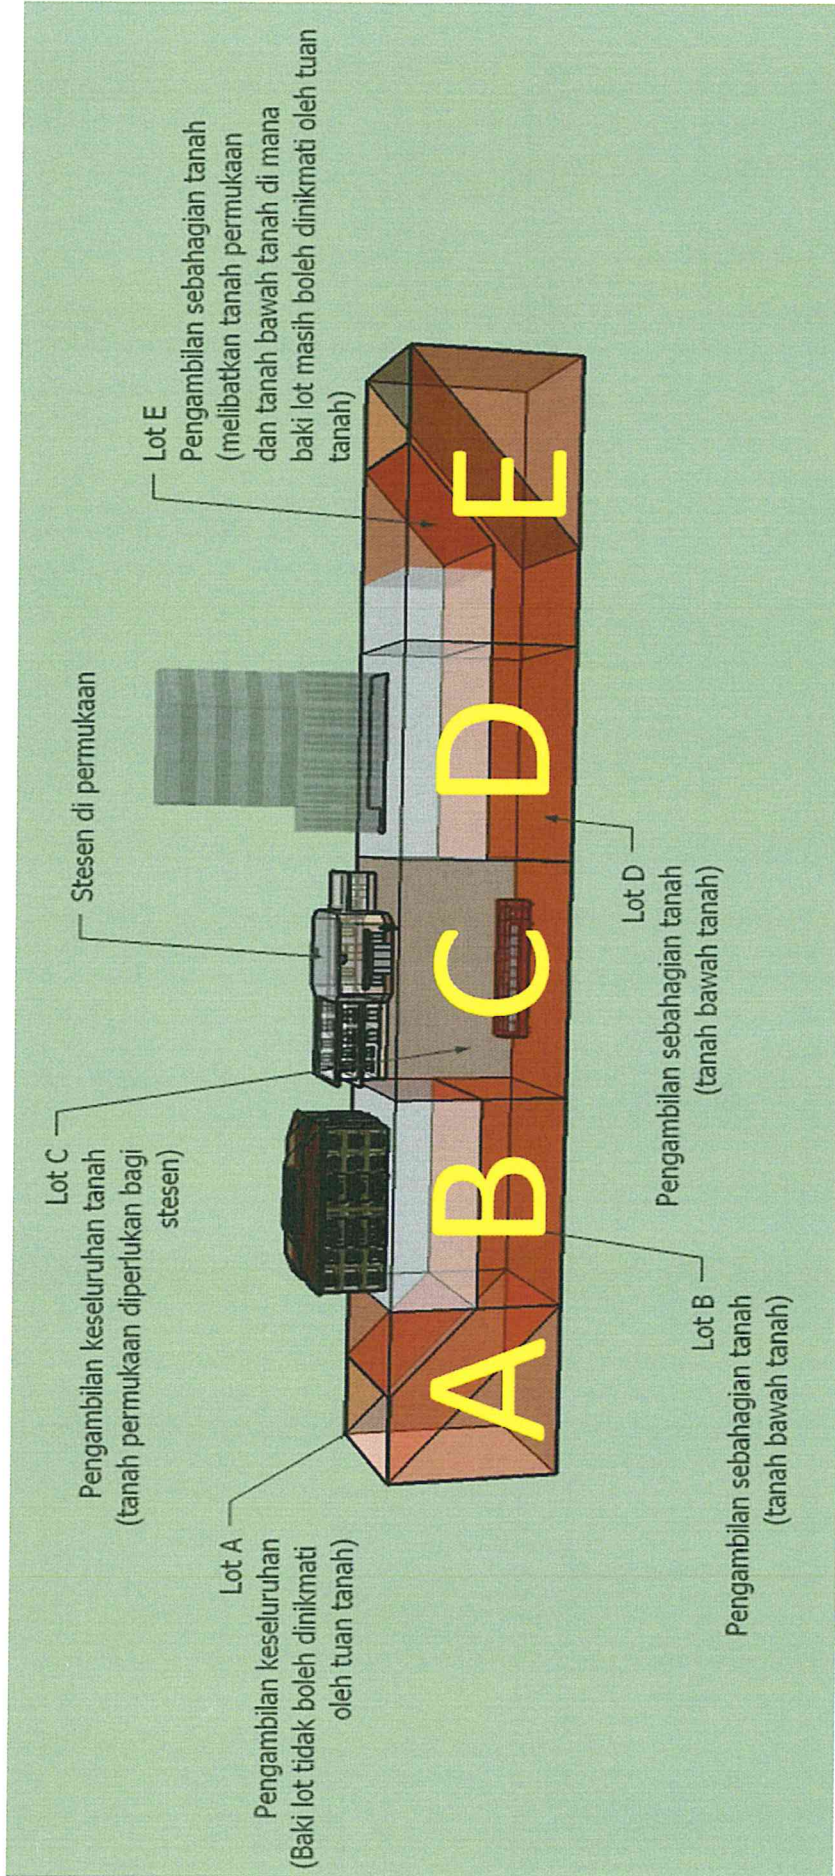 Lot A
Pengambilan keseluruhan
(Baki lot tidak boleh dinikmati
oleh tuan tanah)
Lot C
Pengambilan keseluruhan tanah
(tanah permukaan diperlukan bagi
stesen)
Stesen di permukaan
Lot E
Pengambilan sebahagian tanah
(melibatkan tanah permukaan
dan tanah bawah tanah di mana
baki lot masih boleh dinikmati oleh tuan
tanah)
A
B
C
D
E
Lot B
Pengambilan sebahagian tanah
(tanah bawah tanah)
Lot D
Pengambilan sebahagian tanah
(tanah bawah tanah)